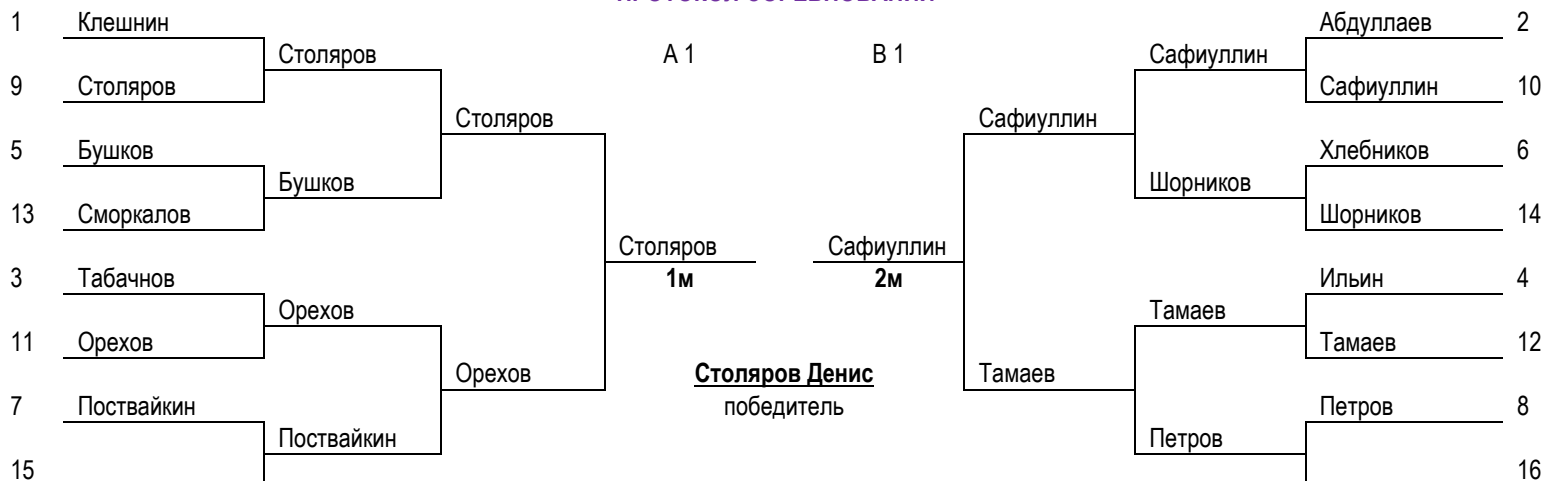 ПРОТОКОЛ СОРЕВНОВАНИЙ
1 Клешнин Абдуллаев 2
Столяров А 1 В 1 Сафиуллин
9 Столяров Сафиуллин 10
Столяров Сафиуллин
5 Бушков Хлебников 6
Бушков Шорников
13 Сморкалов Шорников 14
Столяров Сафиуллин
3 Табачнов 1м 2м Ильин 4
Орехов Тамаев
11 Орехов Тамаев 12
Орехов Столяров Денис Тамаев
7 Поствайкин победитель Петров 8
Поствайкин Петров
15 16